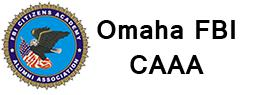 FBI CITIZENS ACADEMY
ALUMNI ASSOCIATION
Omaha FBI
CAAA